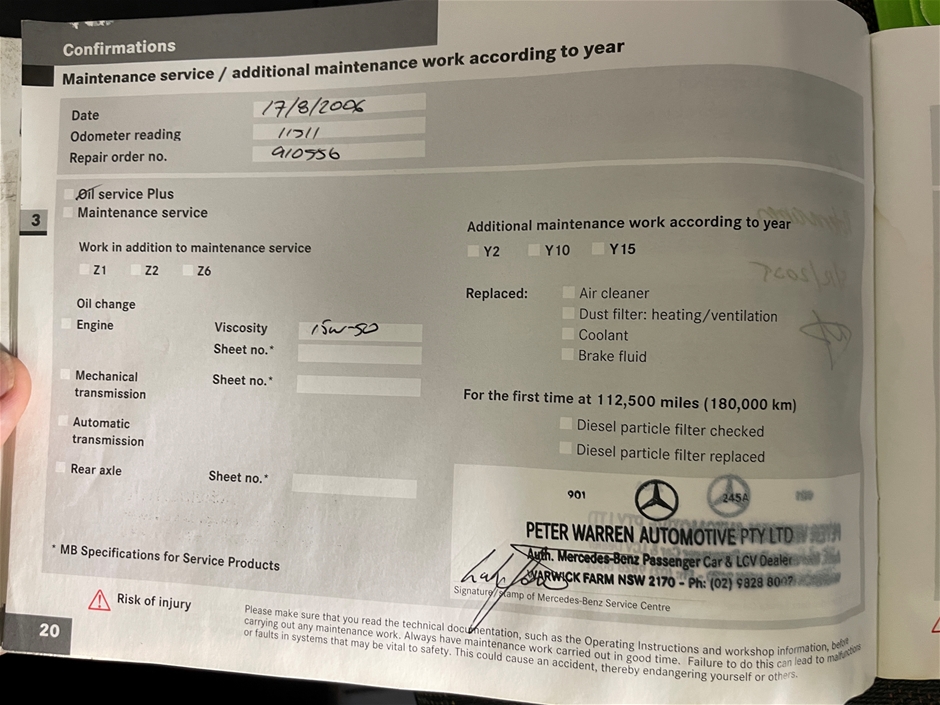 Confirmations
Maintenance service / additional maintenance work according to year
Date 17/8/2006
Odometer reading 11711
Repair order no. 910556
Oil service Plus
Maintenance service
3
Work in addition to maintenance service
Z1 Z2 Z6
Oil change
Engine Viscosity 15w-50
Sheet no.*
Mechanical transmission Sheet no.*
Automatic transmission
Rear axle Sheet no.*
* MB Specifications for Service Products
Additional maintenance work according to year
Y2 Y10 Y15
Replaced: Air cleaner
Dust filter: heating/ventilation
Coolant
Brake fluid
For the first time at 112,500 miles (180,000 km)
Diesel particle filter checked
Diesel particle filter replaced
901 245A
PETER WARREN AUTOMOTIVE PTY LTD
Auth. Mercedes-Benz Passenger Car & LCV Dealer
WARWICK FARM NSW 2170 - Ph: (02) 9828 8007
Signature/stamp of Mercedes-Benz Service Centre
Risk of injury
Please make sure that you read the technical documentation, such as the Operating Instructions and workshop information, before
carrying out any maintenance work. Always have maintenance work carried out in good time. Failure to do this can lead to malfunctions
or faults in systems that may be vital to safety. This could cause an accident, thereby endangering yourself or others.
20